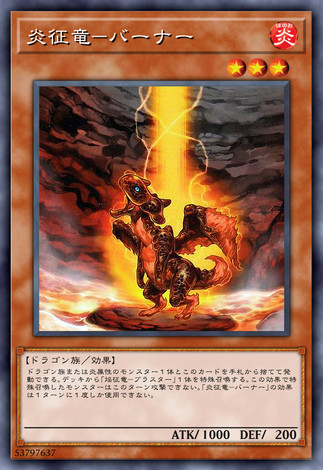 炎征竜－バーナー
炎
【ドラゴン族／効果】
ドラゴン族または炎属性のモンスター１体とこのカードを手札から捨てて発
動できる。デッキから「焔征竜－ブラスター」１体を特殊召喚する。この効果で特
殊召喚したモンスターはこのターン攻撃できない。「炎征竜－バーナー」の効果
は１ターンに１度しか使用できない。
ATK/ 1000 DEF/ 200
53797637